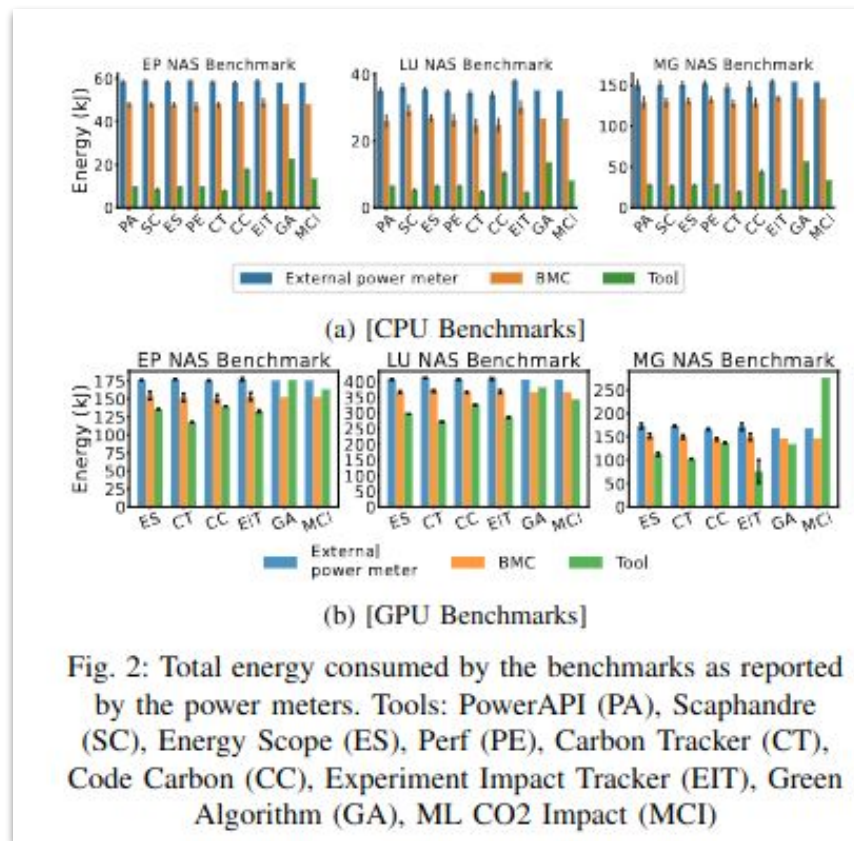 EP NAS Benchmark LU NAS Benchmark MG NAS Benchmark
Energy (kJ)
60
40
20
0
PA SC ES PE CT CC EIT GA MCI
40
20
0
PA SC ES PE CT CC EIT GA MCI
150
100
50
0
PA SC ES PE CT CC EIT GA MCI
External power meter BMC Tool
(a) [CPU Benchmarks]
EP NAS Benchmark LU NAS Benchmark MG NAS Benchmark
Energy (kJ)
175
150
125
100
75
50
25
0
ES CT CC EIT GA MCI
400
350
300
250
200
150
100
50
0
ES CT CC EIT GA MCI
250
200
150
100
50
0
ES CT CC EIT GA MCI
External
power meter BMC Tool
(b) [GPU Benchmarks]
Fig. 2: Total energy consumed by the benchmarks as reported
by the power meters. Tools: PowerAPI (PA), Scaphandre
(SC), Energy Scope (ES), Perf (PE), Carbon Tracker (CT),
Code Carbon (CC), Experiment Impact Tracker (EIT), Green
Algorithm (GA), ML CO2 Impact (MCI)